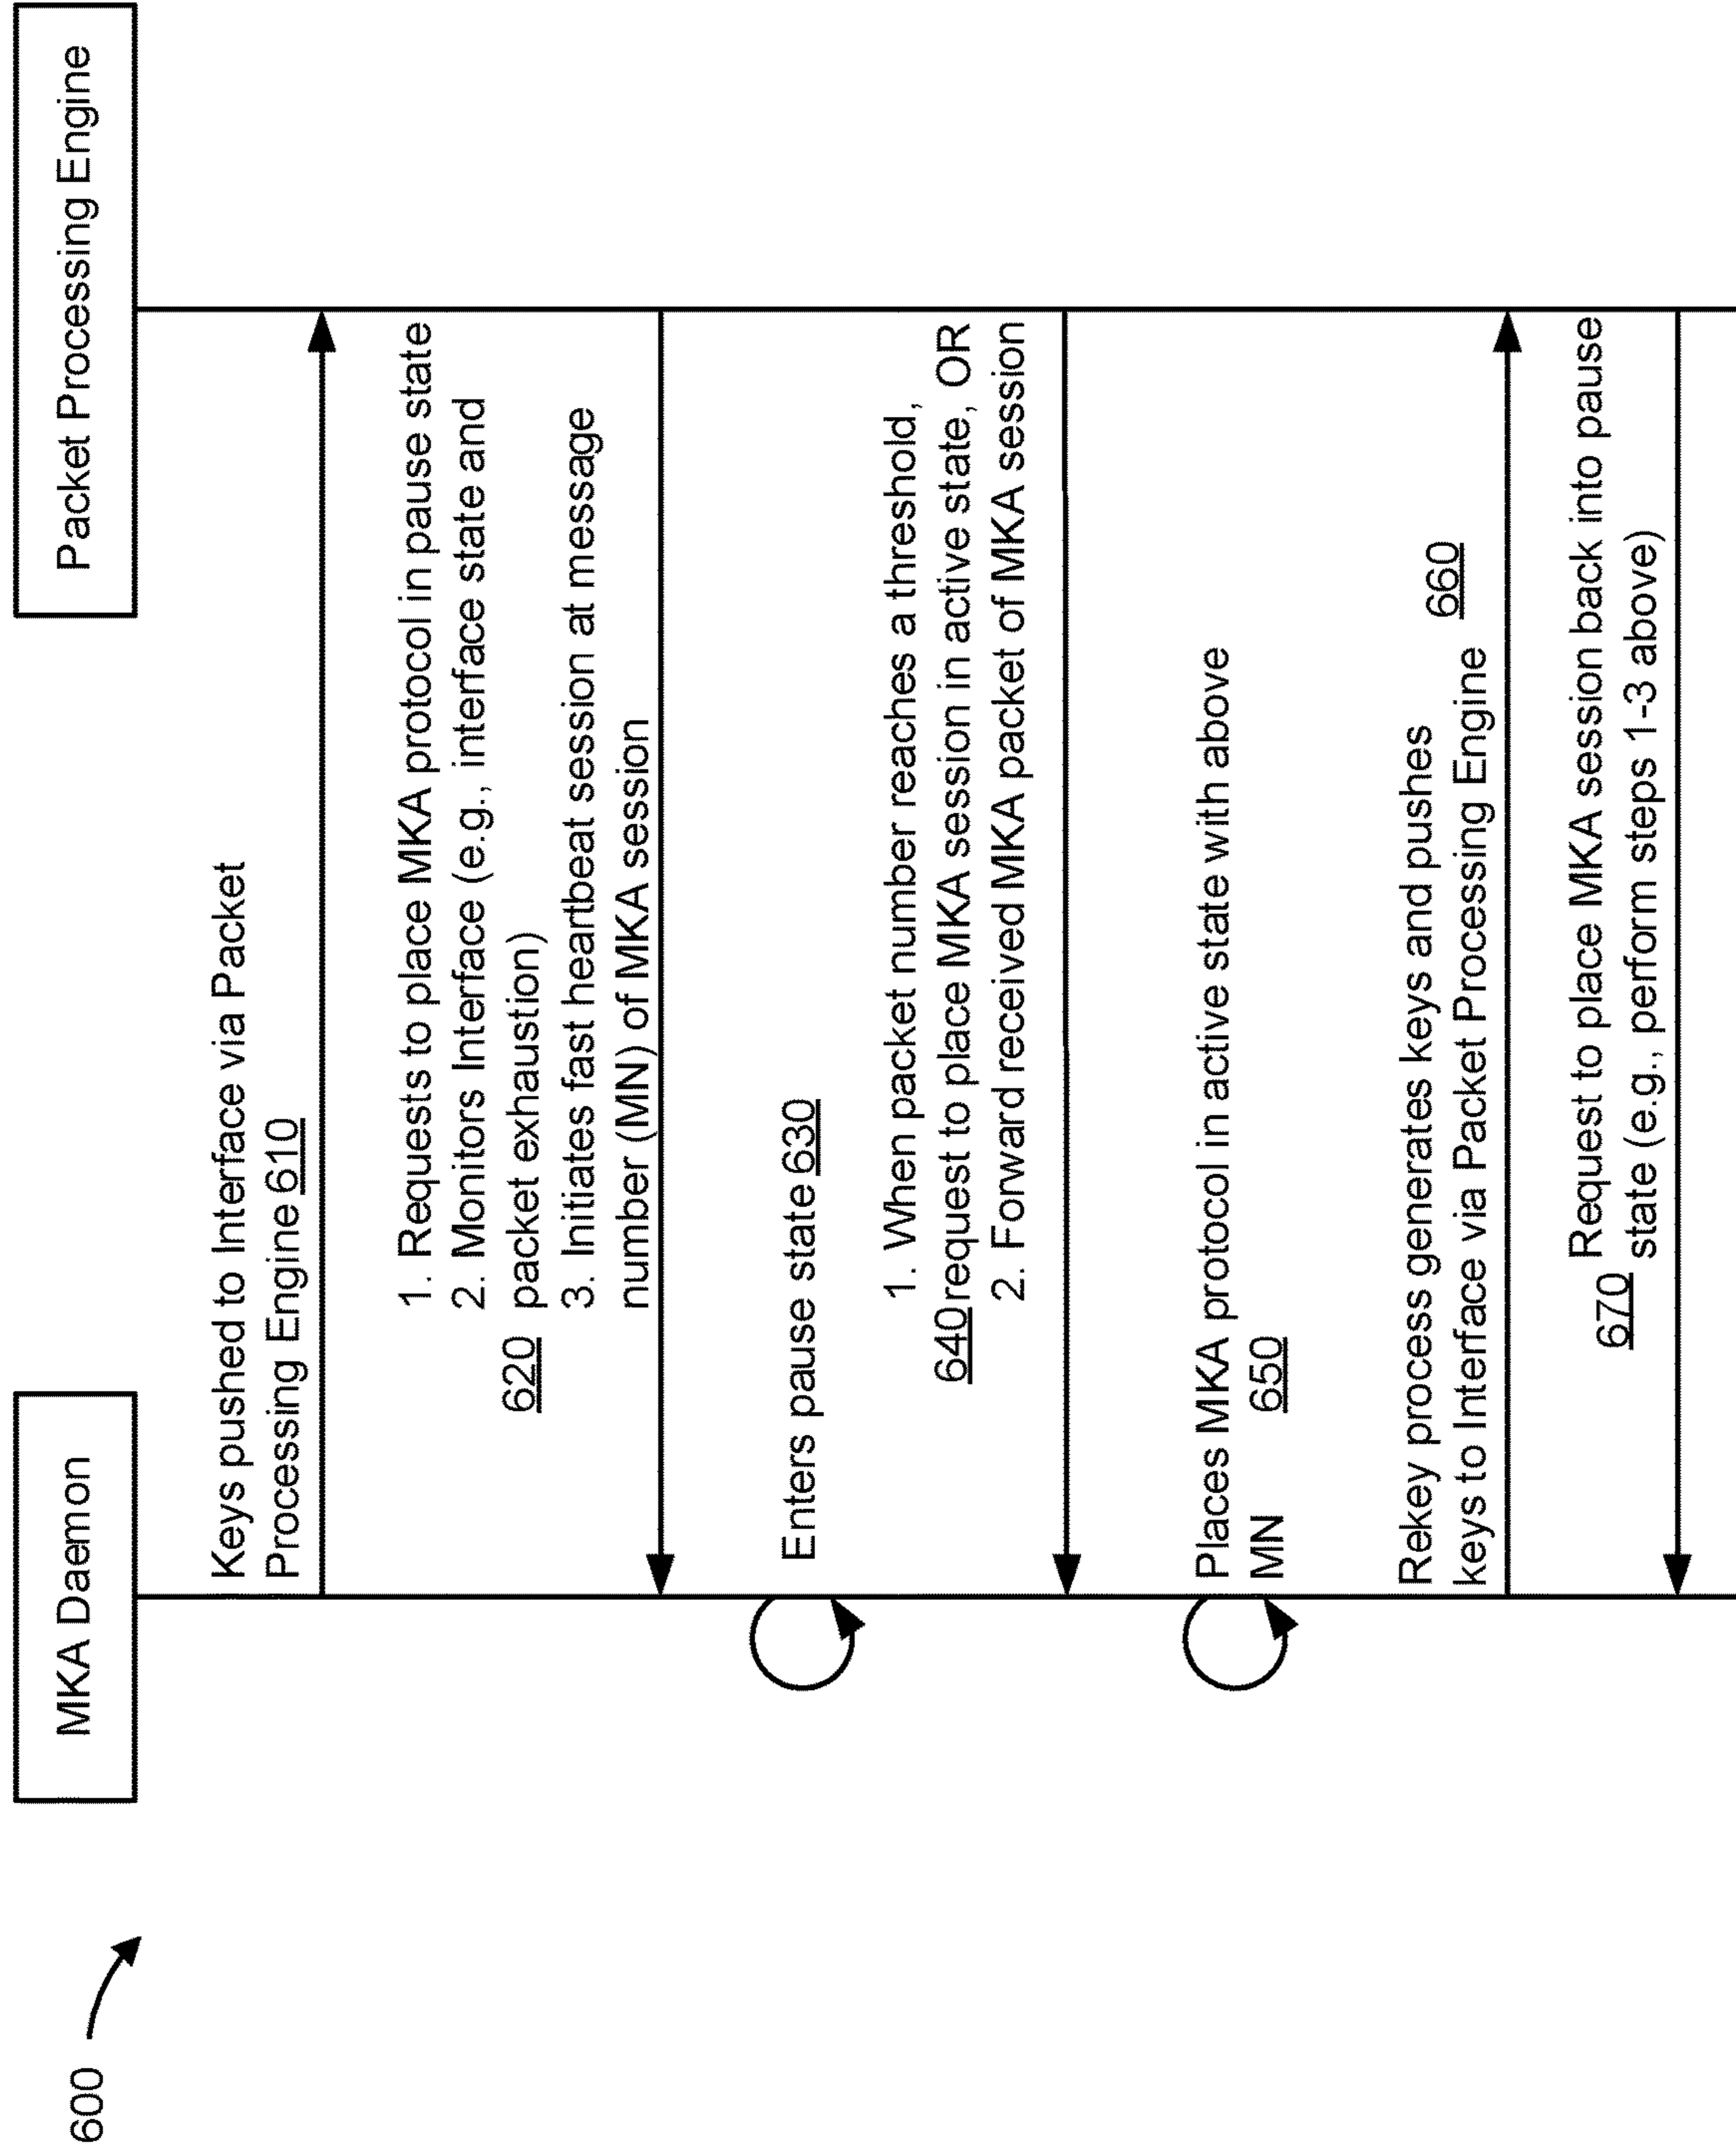 600
MKA Daemon
Packet Processing Engine
Keys pushed to Interface via Packet
Processing Engine 610
1. Requests to place MKA protocol in pause state
2. Monitors Interface (e.g., interface state and
620 packet exhaustion)
3. Initiates fast heartbeat session at message
number (MN) of MKA session
Enters pause state 630
1. When packet number reaches a threshold,
640 request to place MKA session in active state, OR
2. Forward received MKA packet of MKA session
Places MKA protocol in active state with above
MN 650
Rekey process generates keys and pushes 660
keys to Interface via Packet Processing Engine
Request to place MKA session back into pause
670 state (e.g., perform steps 1-3 above)